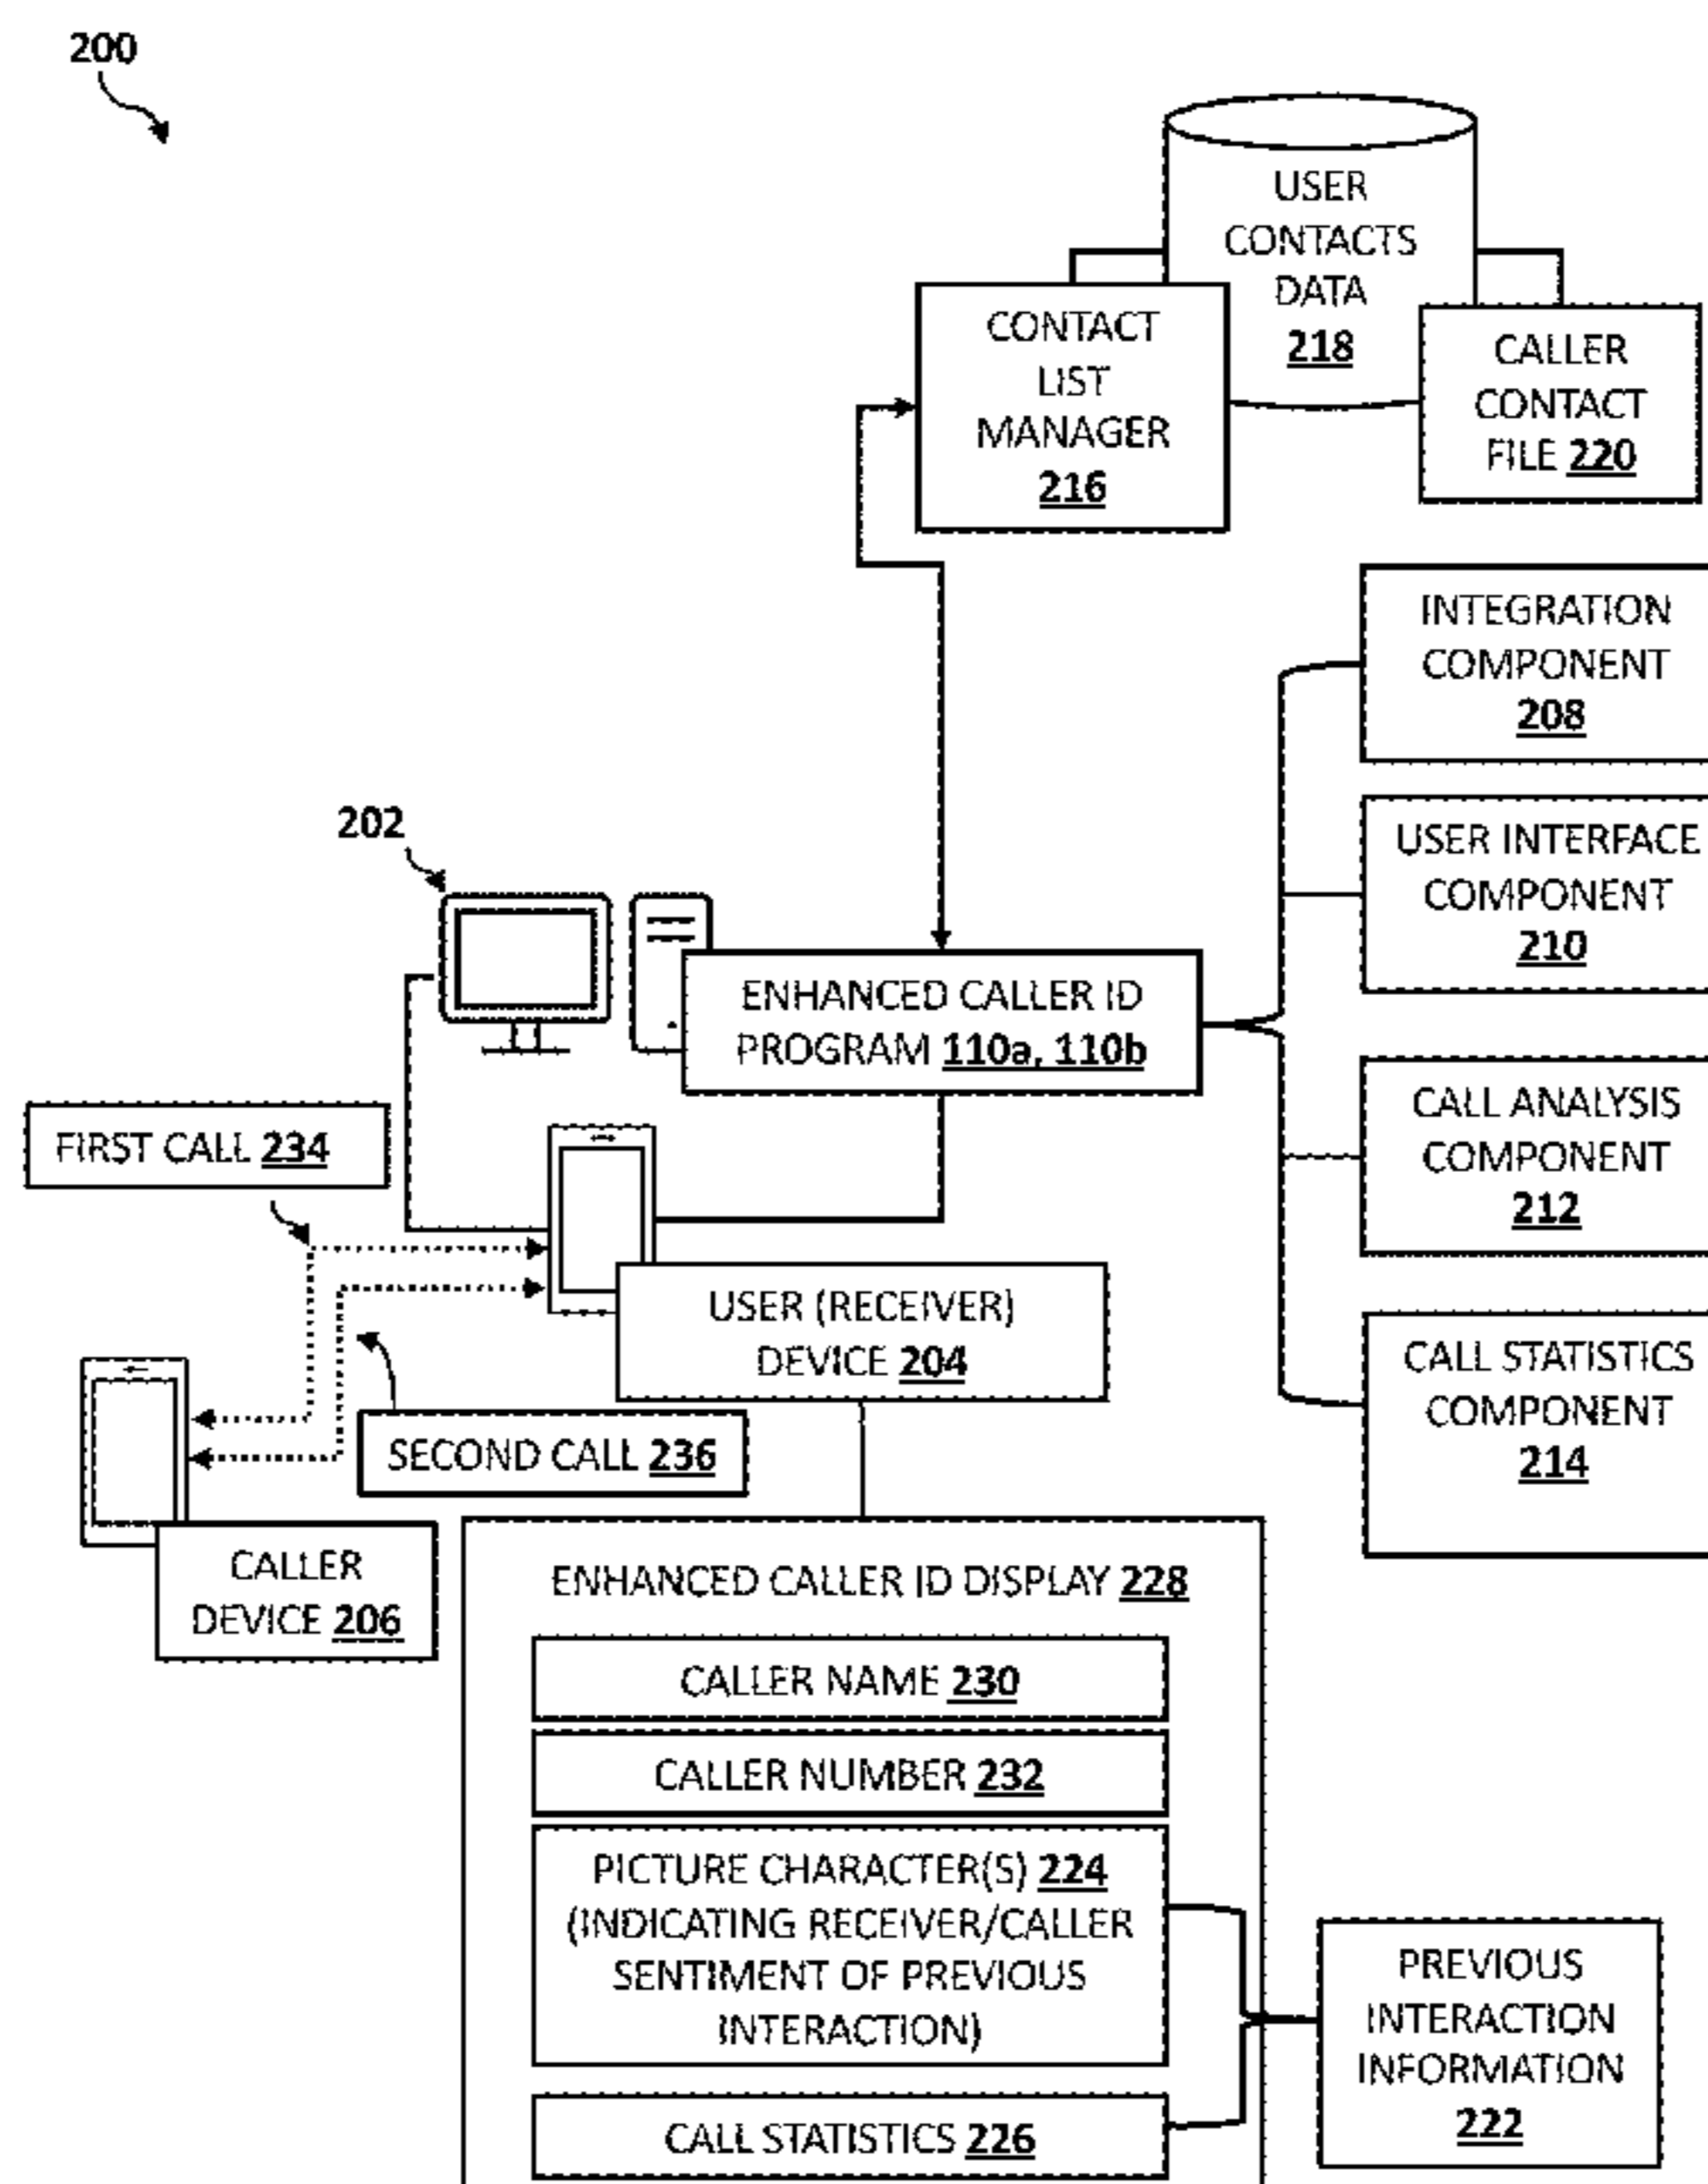 200
USER
CONTACTS
DATA
218
CONTACT
LIST
MANAGER
216
CALLER
CONTACT
FILE 220
INTEGRATION
COMPONENT
208
USER INTERFACE
COMPONENT
210
202
ENHANCED CALLER ID
PROGRAM 110a, 110b
CALL ANALYSIS
COMPONENT
212
FIRST CALL 234
USER (RECEIVER)
DEVICE 204
CALL STATISTICS
COMPONENT
214
SECOND CALL 236
CALLER
DEVICE 206
ENHANCED CALLER ID DISPLAY 228
CALLER NAME 230
CALLER NUMBER 232
PICTURE CHARACTER(S) 224
(INDICATING RECEIVER/CALLER
SENTIMENT OF PREVIOUS
INTERACTION)
PREVIOUS
INTERACTION
INFORMATION
222
CALL STATISTICS 226